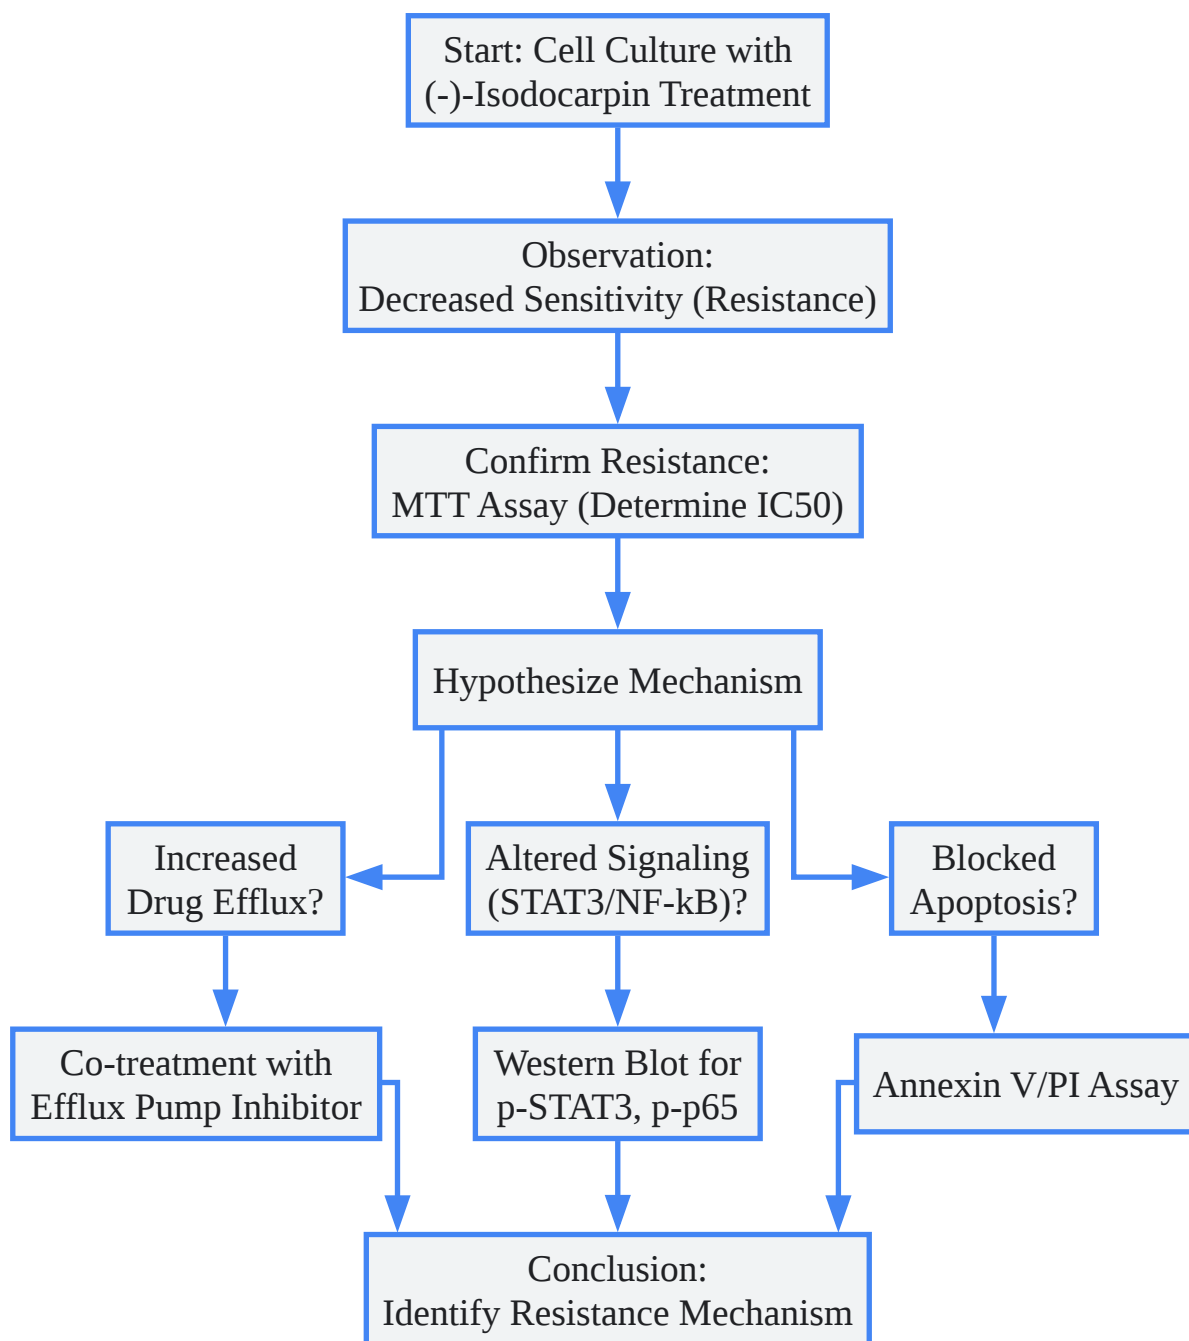 Start: Cell Culture with
(-)-Isodocarpin Treatment
Observation:
Decreased Sensitivity (Resistance)
Confirm Resistance:
MTT Assay (Determine IC50)
Hypothesize Mechanism
Increased
Drug Efflux?
Altered Signaling
(STAT3/NF-kB)?
Blocked
Apoptosis?
Co-treatment with
Efflux Pump Inhibitor
Western Blot for
p-STAT3, p-p65
Annexin V/PI Assay
Conclusion:
Identify Resistance Mechanism